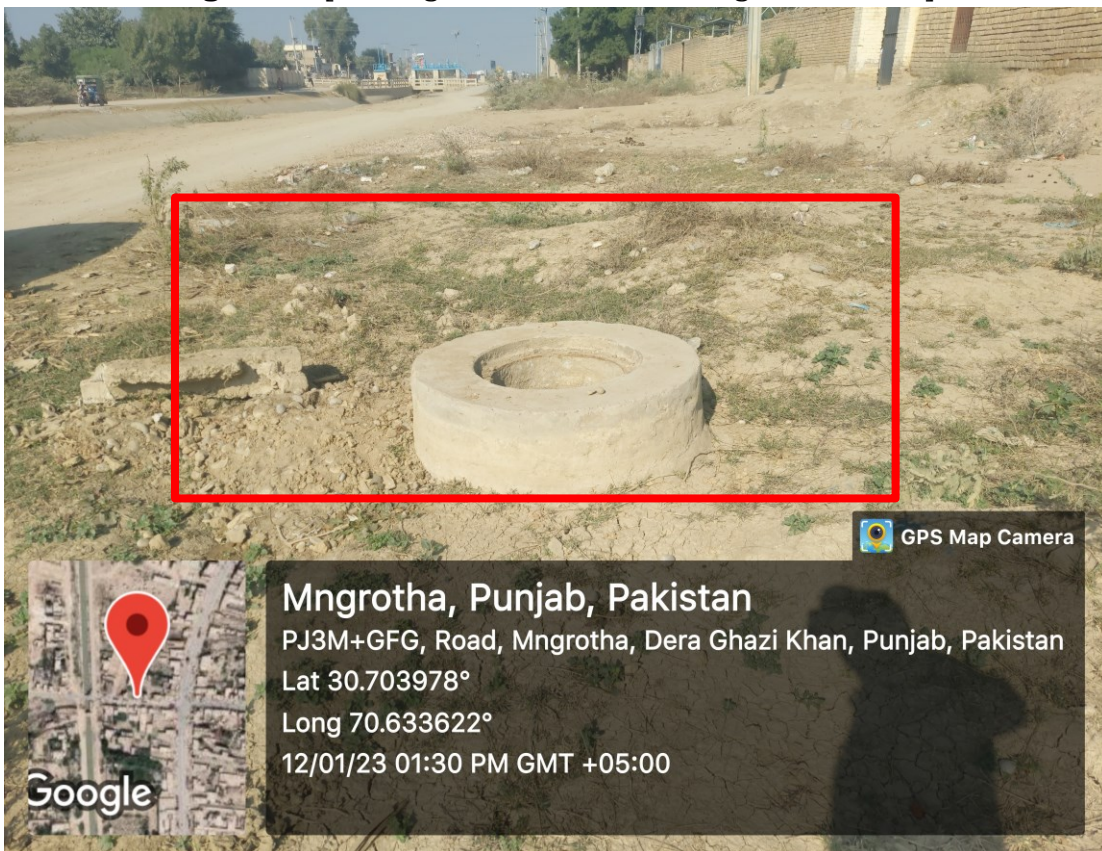 GPS Map Camera
Mngrotha, Punjab, Pakistan
PJ3M+GFG, Road, Mngrotha, Dera Ghazi Khan, Punjab, Pakistan
Lat 30.703978°
Long 70.633622°
12/01/23 01:30 PM GMT +05:00
Google